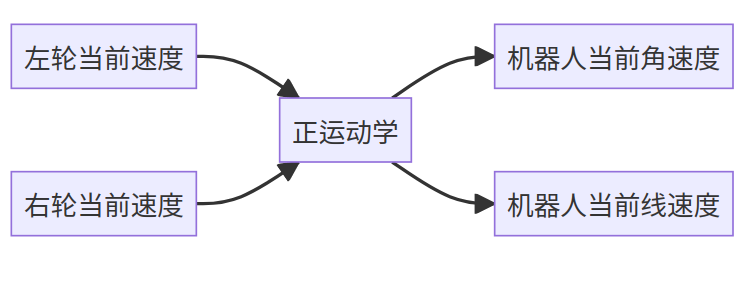 左轮当前速度
机器人当前角速度
正运动学
右轮当前速度
机器人当前线速度